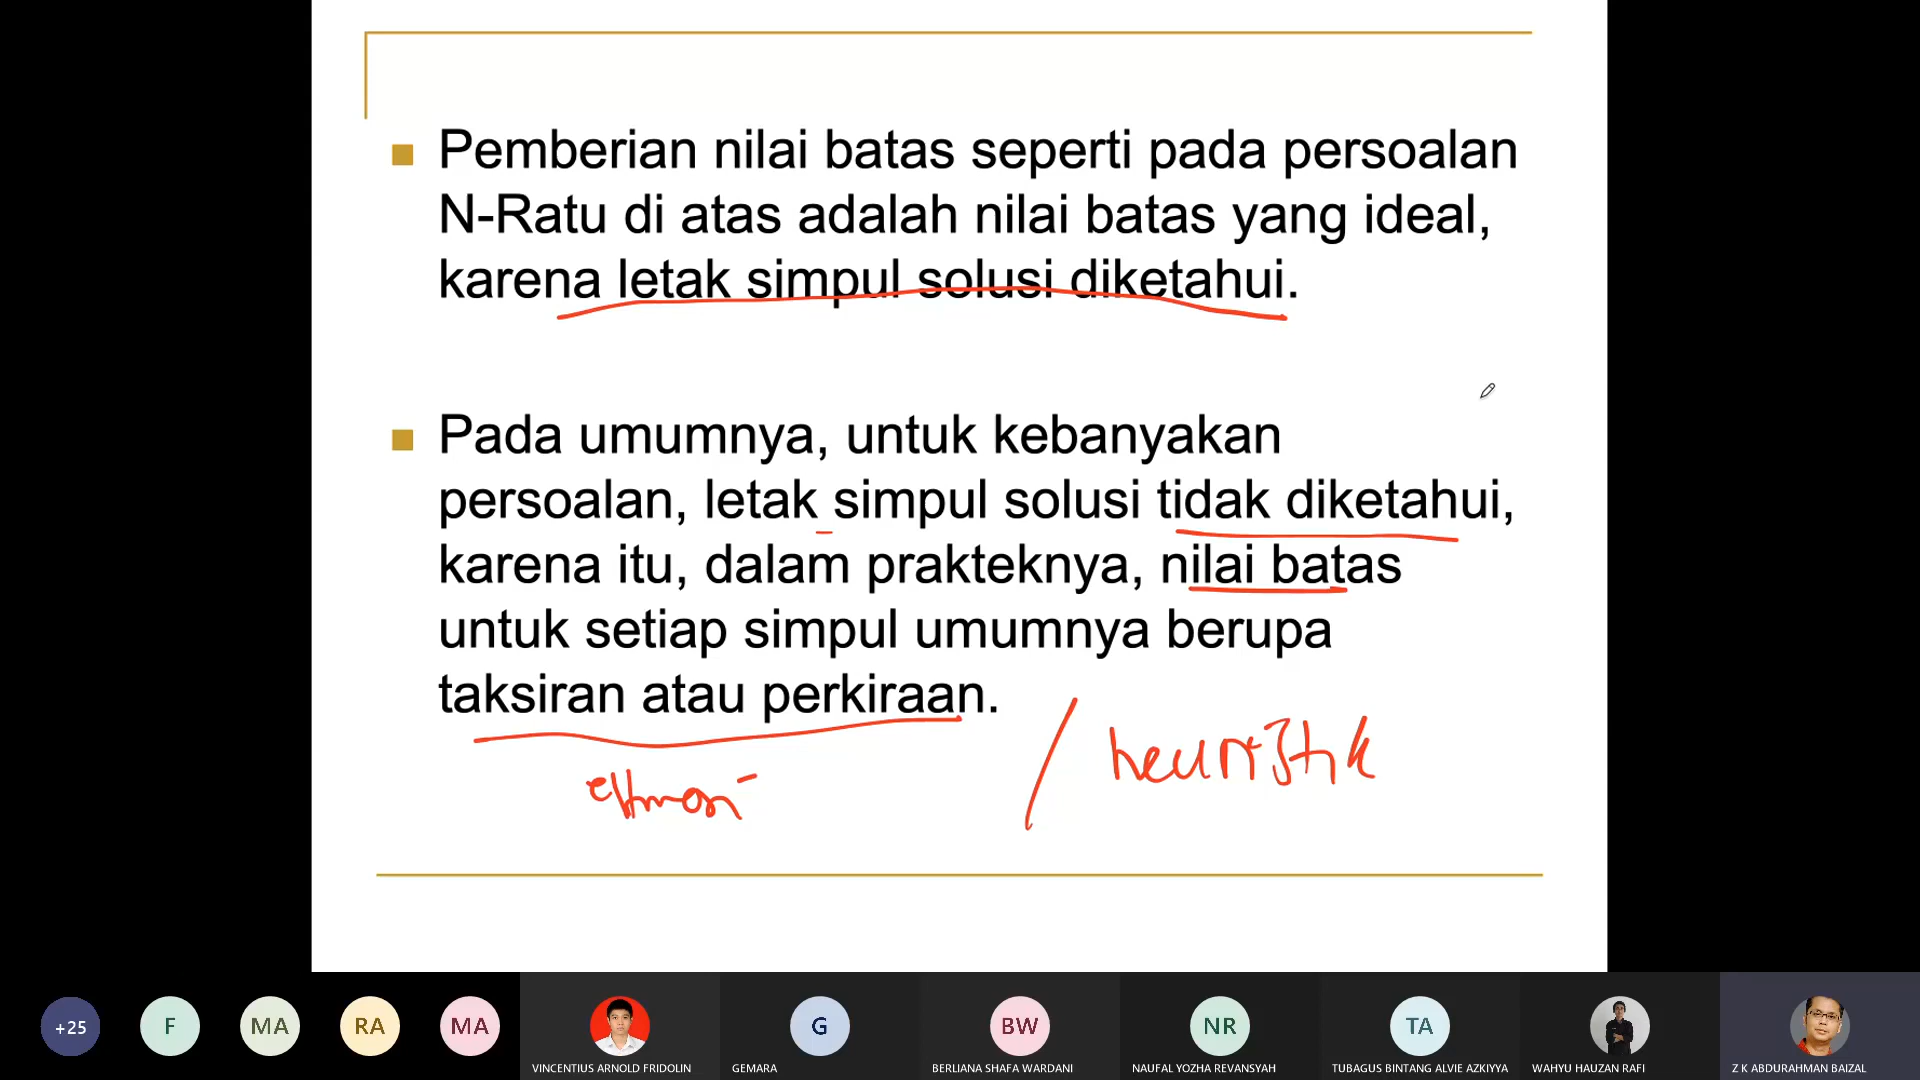 Pemberian nilai batas seperti pada persoalan
N-Ratu di atas adalah nilai batas yang ideal,
karena letak simpul solusi diketahui.
Pada umumnya, untuk kebanyakan
persoalan, letak simpul solusi tidak diketahui,
karena itu, dalam prakteknya, nilai batas
untuk setiap simpul umumnya berupa
taksiran atau perkiraan.
/ heuristik
+25
F
MA
RA
MA
G
BW
NR
TA
VINCENTIUS ARNOLD FRIDOLIN
GEMARA
BERLIANA SHAFA WARDANI
NAUFAL YOZHA REVANSYAH
TUBAGUS BINTANG ALVIE AZKIYYA
WAHYU HAUZAN RAFI
Z K ABDURAHMAN BAIZAL